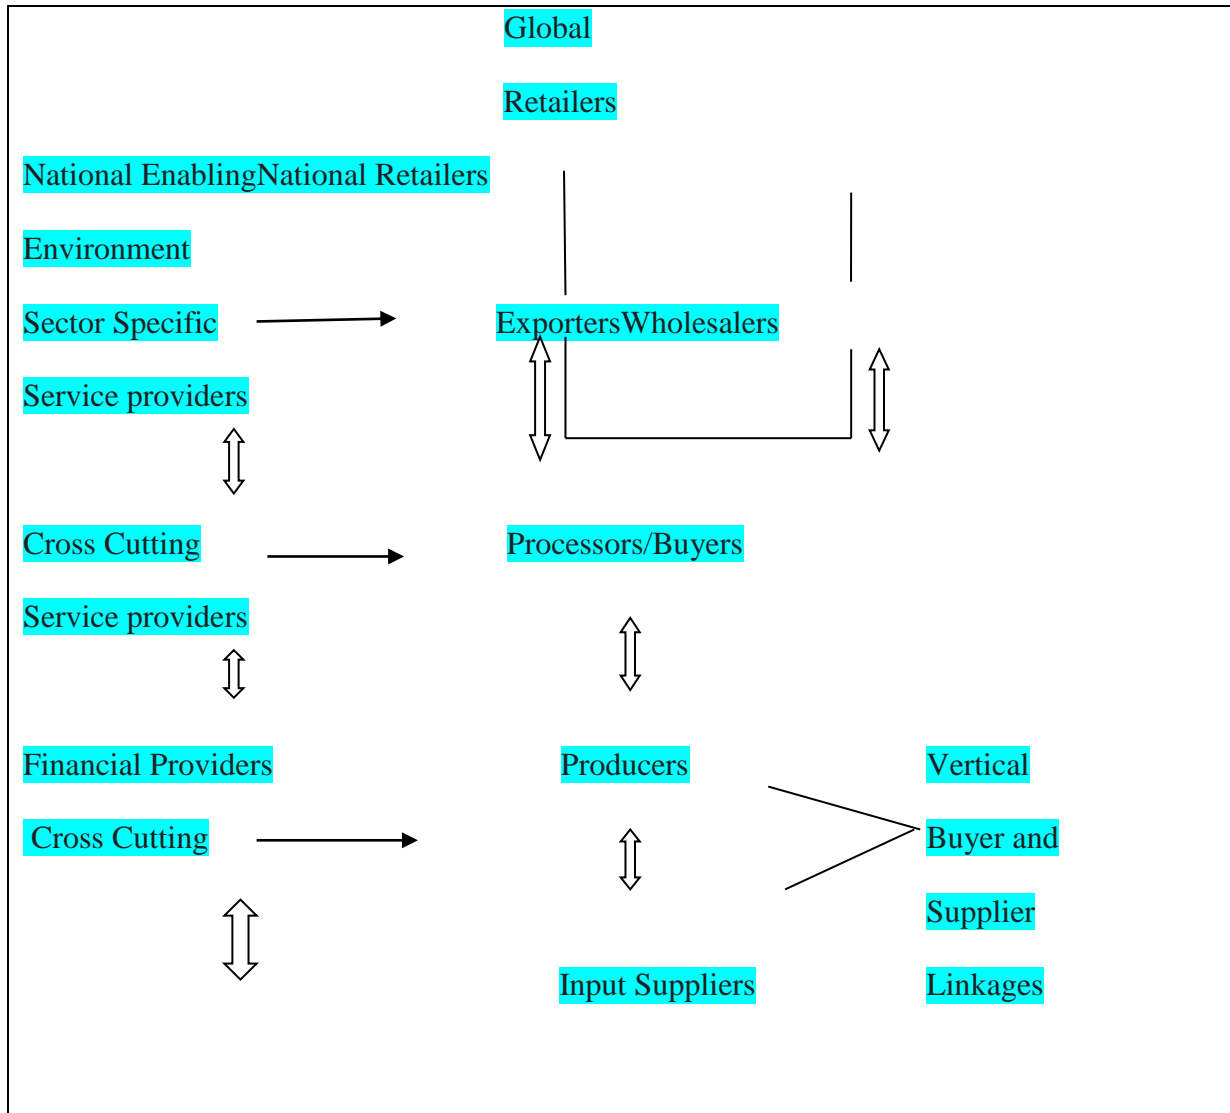 Global
Retailers
National EnablingNational Retailers
Environment
Sector Specific ExportersWholesalers
Service providers
Cross Cutting Processors/Buyers
Service providers
Financial Providers Producers Vertical
Cross Cutting Buyer and
Supplier
Input Suppliers Linkages